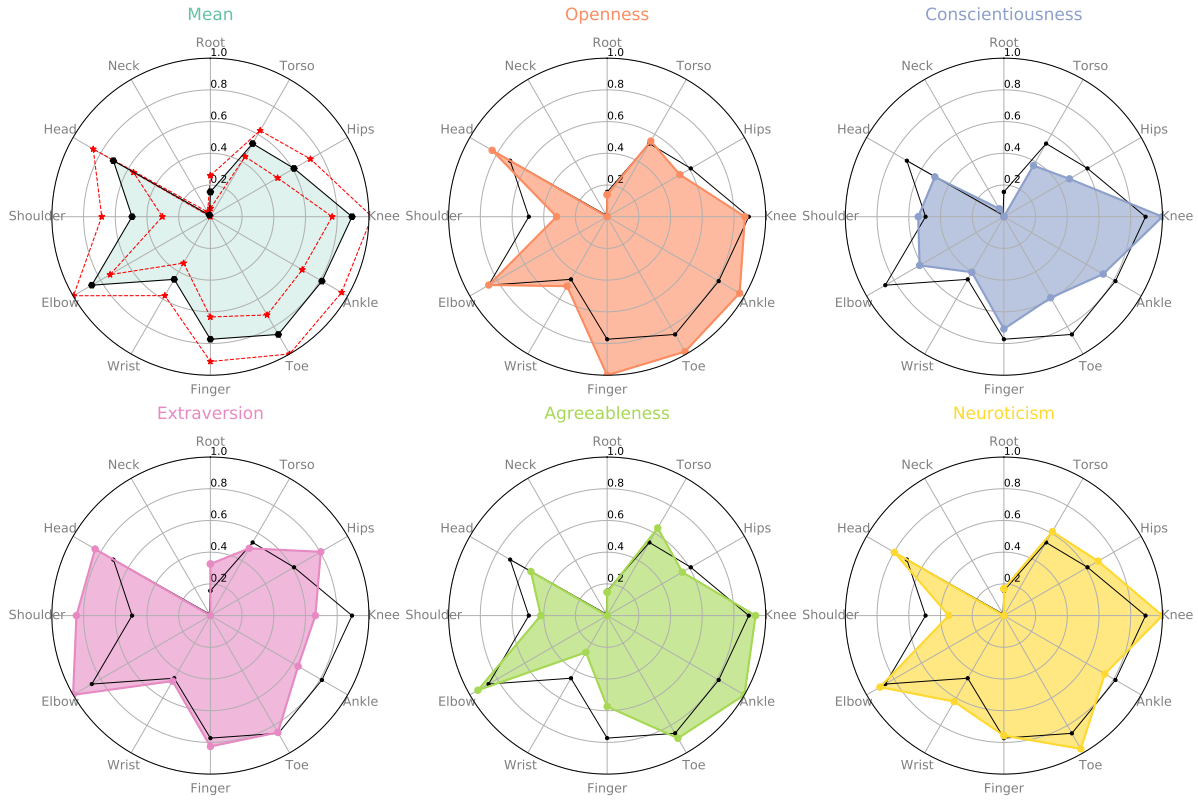 Mean
Root
1.0
Neck
Torso
0.8
Head
Hips
0.6
0.4
0.2
Shoulder
Knee
Elbow
Ankle
Wrist
Toe
Finger
Openness
Root
1.0
Neck
Torso
0.8
Head
Hips
0.6
0.4
0.2
Shoulder
Knee
Elbow
Ankle
Wrist
Toe
Finger
Conscientiousness
Root
1.0
Neck
Torso
0.8
Head
Hips
0.6
0.4
0.2
Shoulder
Knee
Elbow
Ankle
Wrist
Toe
Finger
Extraversion
Root
1.0
Neck
Torso
0.8
Head
Hips
0.6
0.4
0.2
Shoulder
Knee
Elbow
Ankle
Wrist
Toe
Finger
Agreeableness
Root
1.0
Neck
Torso
0.8
Head
Hips
0.6
0.4
0.2
Shoulder
Knee
Elbow
Ankle
Wrist
Toe
Finger
Neuroticism
Root
1.0
Neck
Torso
0.8
Head
Hips
0.6
0.4
0.2
Shoulder
Knee
Elbow
Ankle
Wrist
Toe
Finger